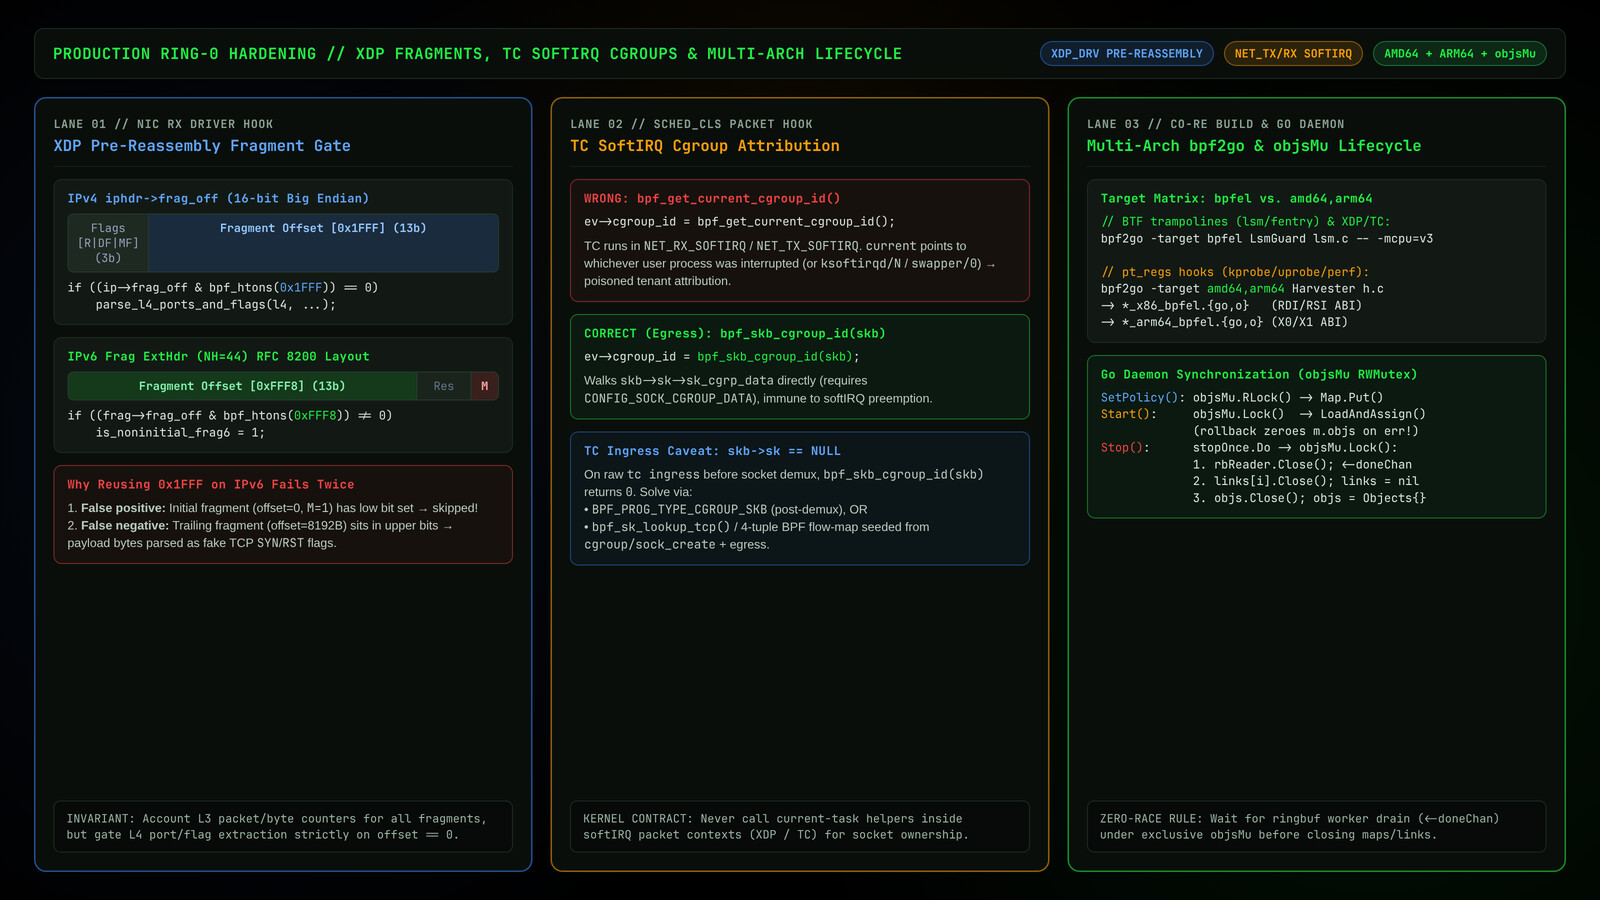 PRODUCTION RING-0 HARDENING // XDP FRAGMENTS, TC SOFTIRQ CGROUPS & MULTI-ARCH LIFECYCLE
XDP_DRV PRE-REASSEMBLY
NET_TX/RX SOFTIRQ
AMD64 + ARM64 + objsMu
LANE 01 // NIC RX DRIVER HOOK
XDP Pre-Reassembly Fragment Gate
IPv4 iphdr->frag_off (16-bit Big Endian)
Flags
[R|DF|MF]
(3b)
Fragment Offset [0x1FFF] (13b)
if ((ip->frag_off & bpf_htons(0x1FFF)) == 0)
parse_l4_ports_and_flags(l4, ...);
IPv6 Frag ExtHdr (NH=44) RFC 8200 Layout
Fragment Offset [0xFFF8] (13b)
Res
M
if ((frag->frag_off & bpf_htons(0xFFF8)) != 0)
is_noninitial_frag6 = 1;
Why Reusing 0x1FFF on IPv6 Fails Twice
1. False positive: Initial fragment (offset=0, M=1) has low bit set → skipped!
2. False negative: Trailing fragment (offset=8192B) sits in upper bits →
payload bytes parsed as fake TCP SYN/RST flags.
INVARIANT: Account L3 packet/byte counters for all fragments,
but gate L4 port/flag extraction strictly on offset == 0.
LANE 02 // SCHED_CLS PACKET HOOK
TC SoftIRQ Cgroup Attribution
WRONG: bpf_get_current_cgroup_id()
ev->cgroup_id = bpf_get_current_cgroup_id();
TC runs in NET_RX_SOFTIRQ / NET_TX_SOFTIRQ. current points to
whichever user process was interrupted (or ksoftirqd/N / swapper/0) →
poisoned tenant attribution.
CORRECT (Egress): bpf_skb_cgroup_id(skb)
ev->cgroup_id = bpf_skb_cgroup_id(skb);
Walks skb->sk->sk_cgrp_data directly (requires
CONFIG_SOCK_CGROUP_DATA), immune to softIRQ preemption.
TC Ingress Caveat: skb->sk == NULL
On raw tc ingress before socket demux, bpf_skb_cgroup_id(skb)
returns 0. Solve via:
• BPF_PROG_TYPE_CGROUP_SKB (post-demux), OR
• bpf_sk_lookup_tcp() / 4-tuple BPF flow-map seeded from
cgroup/sock_create + egress.
KERNEL CONTRACT: Never call current-task helpers inside
softIRQ packet contexts (XDP / TC) for socket ownership.
LANE 03 // CO-RE BUILD & GO DAEMON
Multi-Arch bpf2go & objsMu Lifecycle
Target Matrix: bpfel vs. amd64,arm64
// BTF trampolines (lsm/fentry) & XDP/TC:
bpf2go -target bpfel LsmGuard lsm.c -- -mcpu=v3
// pt_regs hooks (kprobe/uprobe/perf):
bpf2go -target amd64,arm64 Harvester h.c
-> *_x86_bpfel.{go,o} (RDI/RSI ABI)
-> *_arm64_bpfel.{go,o} (X0/X1 ABI)
Go Daemon Synchronization (objsMu RWMutex)
SetPolicy(): objsMu.RLock() -> Map.Put()
Start(): objsMu.Lock() -> LoadAndAssign()
(rollback zeroes m.objs on err!)
Stop(): stopOnce.Do -> objsMu.Lock():
1. rbReader.Close(); <-doneChan
2. links[i].Close(); links = nil
3. objs.Close(); objs = Objects{}
ZERO-RACE RULE: Wait for ringbuf worker drain (<-doneChan)
under exclusive objsMu before closing maps/links.